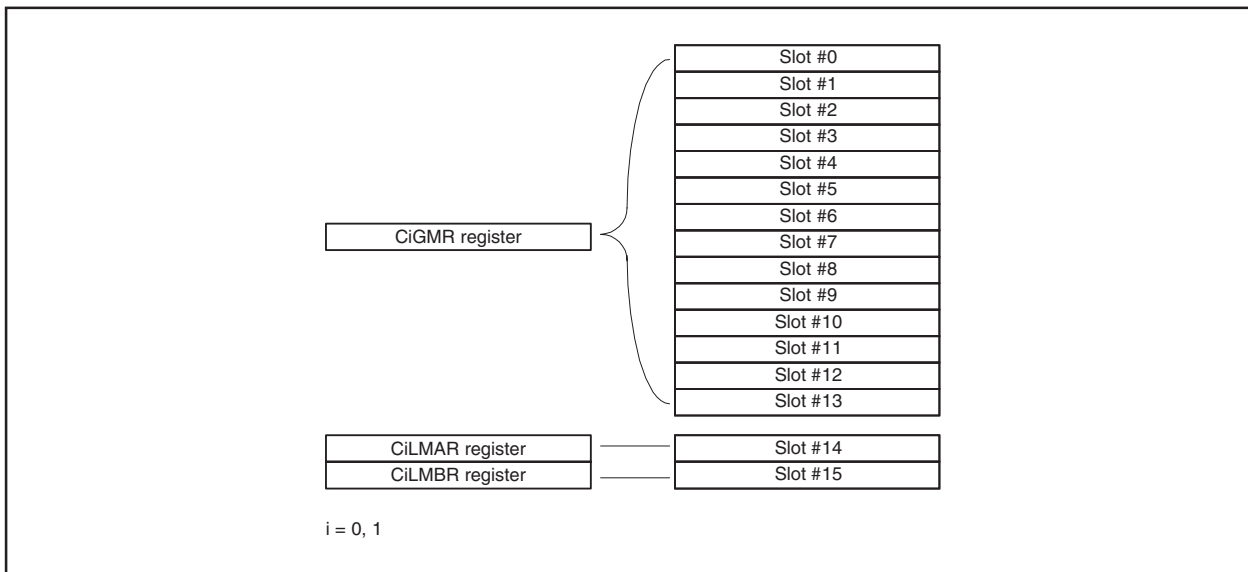 Slot #0
Slot #1
Slot #2
Slot #3
Slot #4
Slot #5
Slot #6
CiGMR register
Slot #7
Slot #8
Slot #9
Slot #10
Slot #11
Slot #12
Slot #13
CiLMAR register
Slot #14
CiLMBR register
Slot #15
i = 0, 1